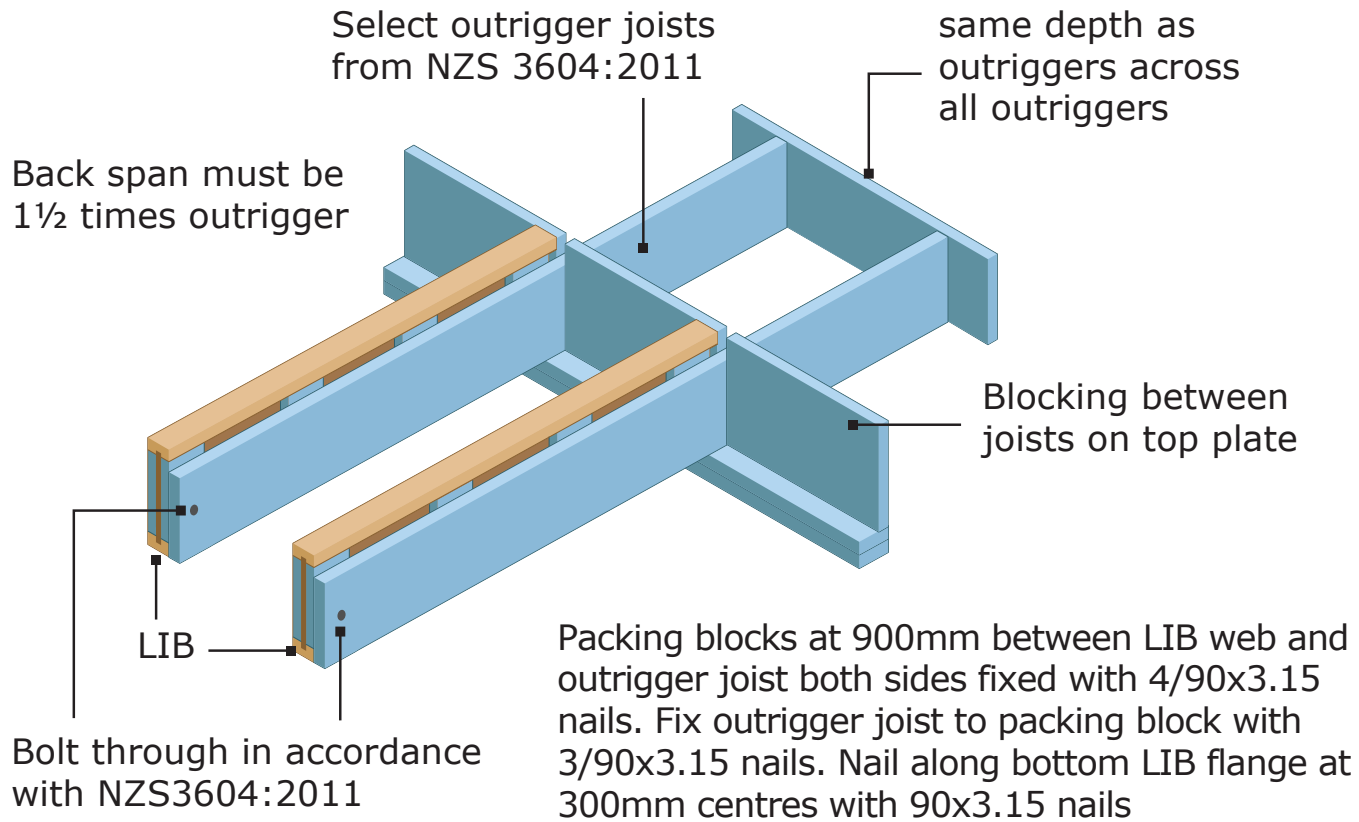 Select outrigger joists
from NZS 3604:2011
same depth as
outriggers across
all outriggers
Back span must be
1½ times outrigger
Blocking between
joists on top plate
LIB
Bolt through in accordance
with NZS3604:2011
Packing blocks at 900mm between LIB web and
outrigger joist both sides fixed with 4/90x3.15
nails. Fix outrigger joist to packing block with
3/90x3.15 nails. Nail along bottom LIB flange at
300mm centres with 90x3.15 nails